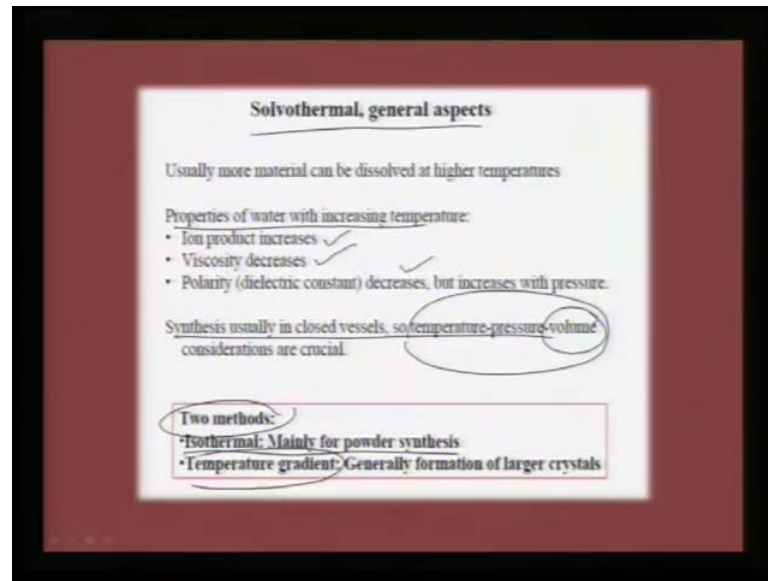 Solvothermal, general aspects
Usually more material can be dissolved at higher temperatures
Properties of water with increasing temperature:
• Ion product increases
• Viscosity decreases
• Polarity (dielectric constant) decreases, but increases with pressure.
Synthesis usually in closed vessels, so temperature-pressure-volume
considerations are crucial.
Two methods:
•Isothermal: Mainly for powder synthesis
•Temperature gradient: Generally formation of larger crystals